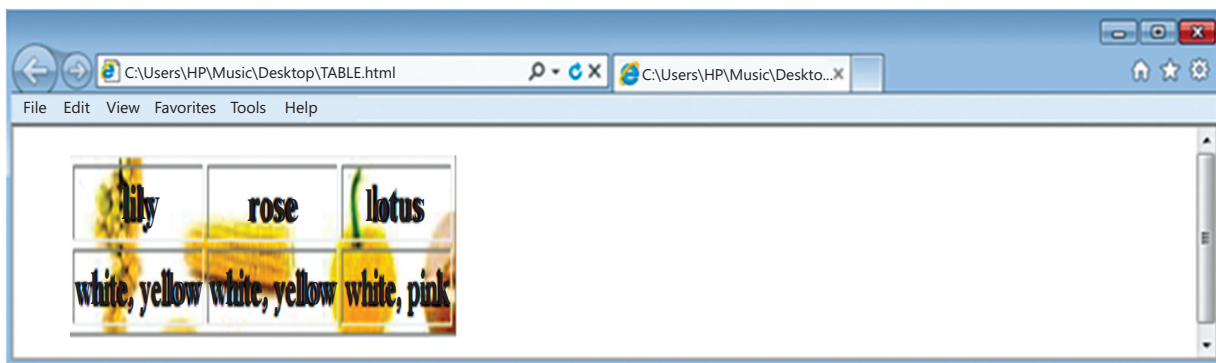 C:\Users\HP\Music\Desktop\TABLE.html C:\Users\HP\Music\Deskto...
File Edit View Favorites Tools Help
lily rose lotus
white, yellow white, yellow white, pink